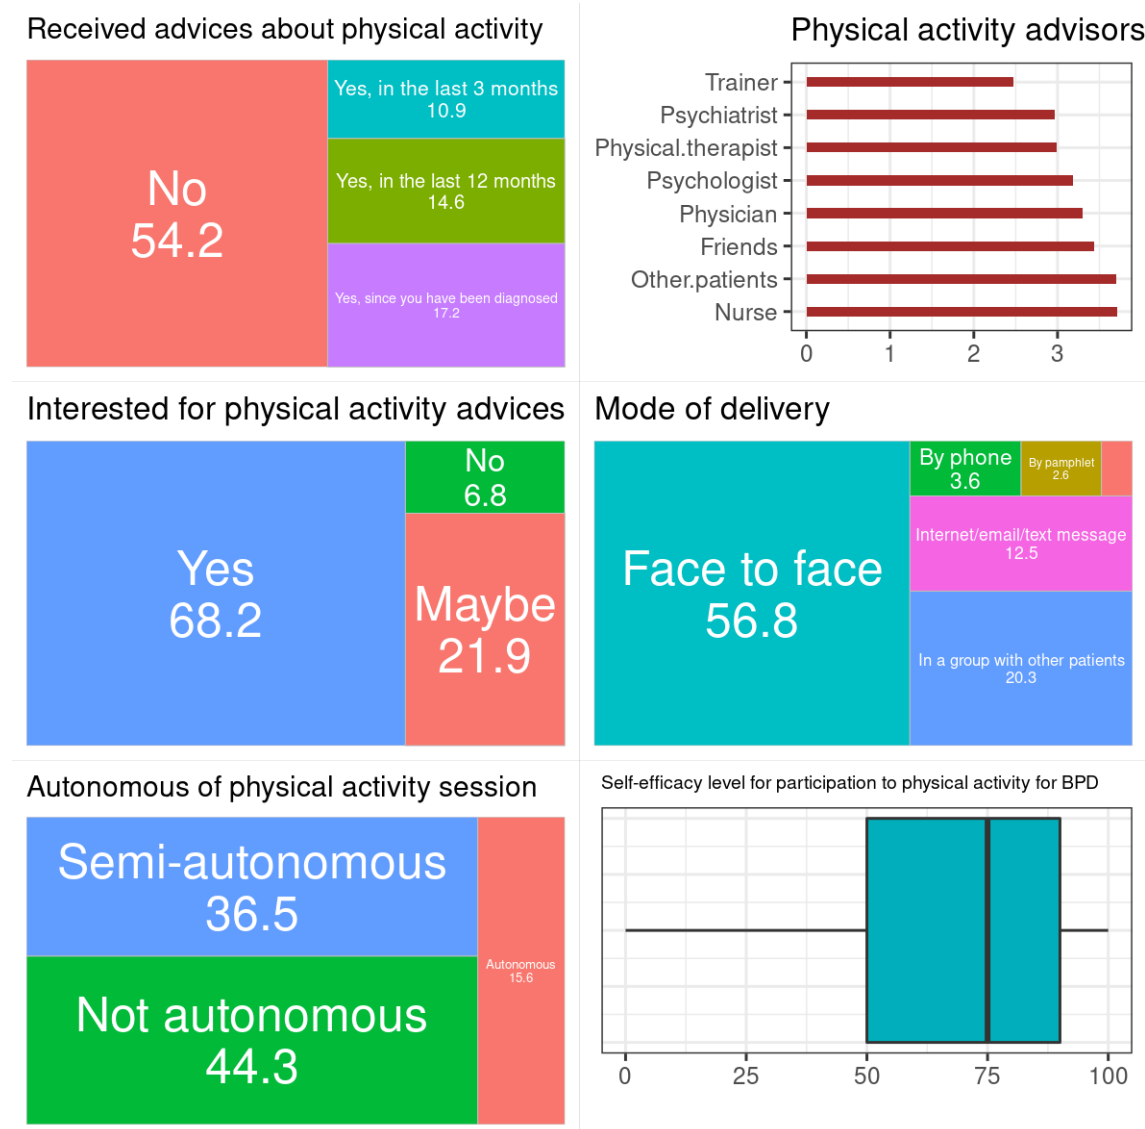 Received advices about physical activity
No
54.2
Yes, in the last 3 months
10.9
Yes, in the last 12 months
14.6
Yes, since you have been diagnosed
17.2
Physical activity advisors
Trainer
Psychiatrist
Physical.therapist
Psychologist
Physician
Friends
Other.patients
Nurse
0 1 2 3
Interested for physical activity advices
Yes
68.2
No
6.8
Maybe
21.9
Mode of delivery
Face to face
56.8
By phone
3.6
By pamphlet
2.6
Internet/email/text message
12.5
In a group with other patients
20.3
Autonomous of physical activity session
Semi-autonomous
36.5
Not autonomous
44.3
Autonomous
15.6
Self-efficacy level for participation to physical activity for BPD
0 25 50 75 100